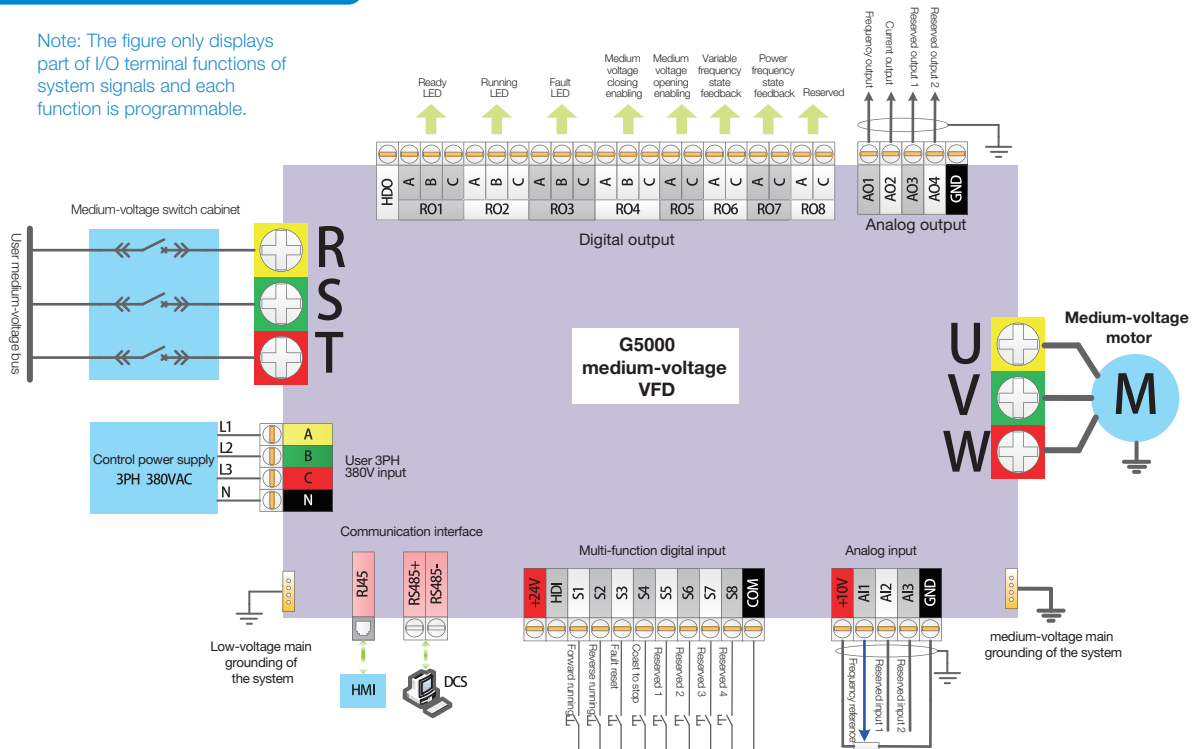 Note: The figure only displays
part of I/O terminal functions of
system signals and each
function is programmable.
Ready
LED
Running
LED
Fault
LED
Medium
voltage
closing
enabling
Medium
voltage
opening
enabling
Variable
frequency
state
feedback
Power
frequency
state
feedback
Reserved
Frequency output
Current output
Reserved output 1
Reserved output 2
HDO
A B C
A B C
A B C
A B C
A C
A C
A C
A C
RO1 RO2 RO3 RO4 RO5 RO6 RO7 RO8
Digital output
AO1 AO2 AO3 AO4 GND
Analog output
Medium-voltage switch cabinet
User medium-voltage bus
R
S
T
G5000
medium-voltage
VFD
U
V
W
Medium-voltage
motor
M
Control power supply
3PH 380VAC
L1
L2
L3
N
A
B
C
N
User 3PH
380V input
Communication interface
RJ45
RS485+
RS485-
HMI
DCS
Low-voltage main
grounding of
the system
Multi-function digital input
+24V HDI S1 S2 S3 S4 S5 S6 S7 S8 COM
Forward running
Reverse running
Fault reset
Coast to stop
Reserved 1
Reserved 2
Reserved 3
Reserved 4
Analog input
+10V AI1 AI2 AI3 GND
Frequency reference
Reserved input 1
Reserved input 2
medium-voltage main
grounding of the system